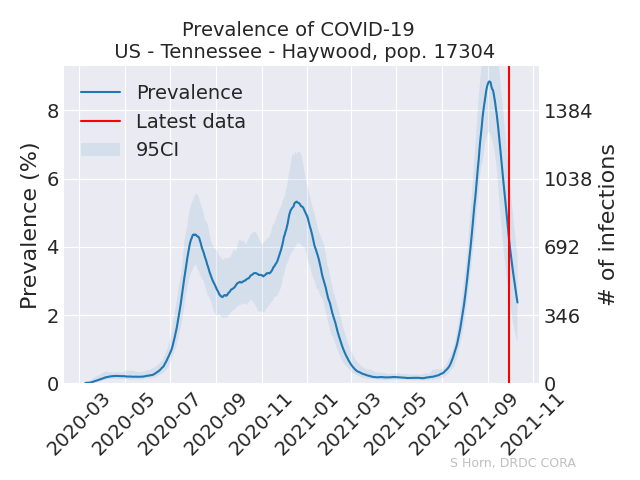 Prevalence of COVID-19
US - Tennessee - Haywood, pop. 17304
Prevalence
Latest data
95CI
Prevalence (%)
8
6
4
2
0
1384
1038
692
346
0
# of infections
2020-03
2020-05
2020-07
2020-09
2020-11
2021-01
2021-03
2021-05
2021-07
2021-09
2021-11
S Horn, DRDC CORA